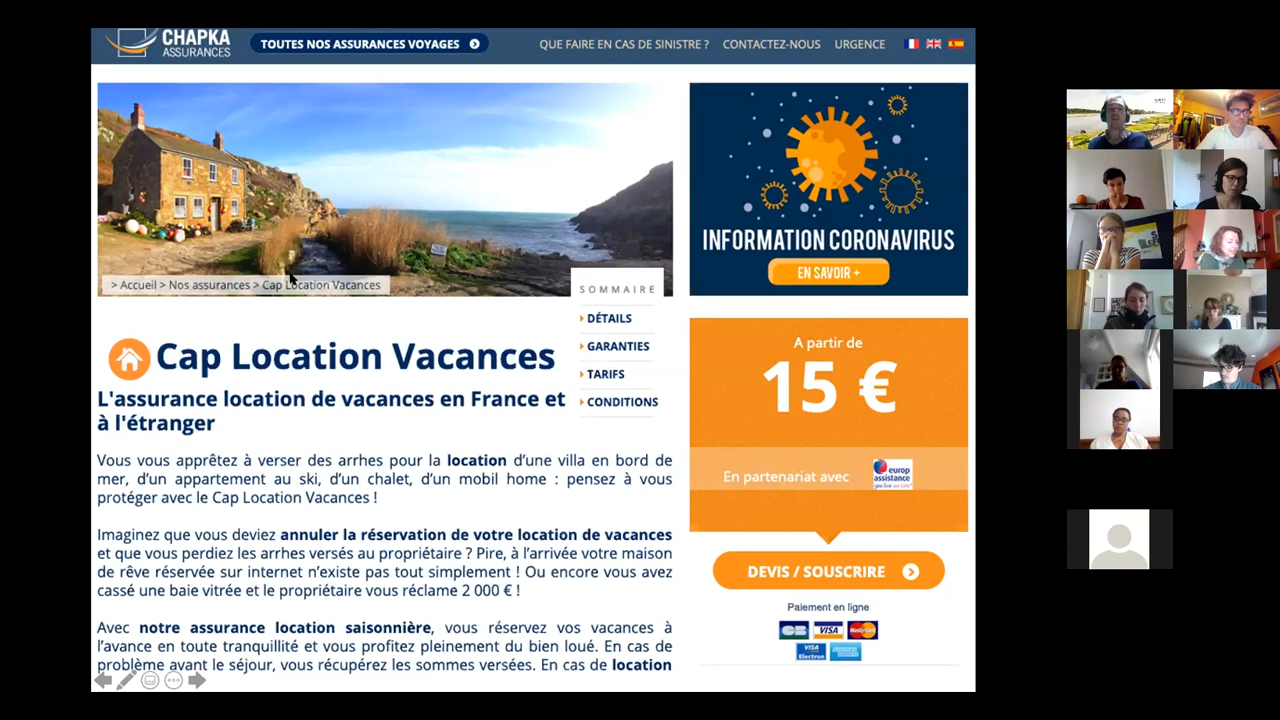 CHAPKA
ASSURANCES
TOUTES NOS ASSURANCES VOYAGES
QUE FAIRE EN CAS DE SINISTRE ? CONTACTEZ-NOUS URGENCE
> Accueil > Nos assurances > Cap Location Vacances
SOMMAIRE
DÉTAILS
GARANTIES
TARIFS
CONDITIONS
Cap Location Vacances
L'assurance location de vacances en France et
à l'étranger
Vous vous apprêtez à verser des arrhes pour la location d’une villa en bord de
mer, d’un appartement au ski, d’un chalet, d’un mobil home : pensez à vous
protéger avec le Cap Location Vacances !
Imaginez que vous deviez annuler la réservation de votre location de vacances
et que vous perdiez les arrhes versés au propriétaire ? Pire, à l’arrivée votre maison
de rêve réservée sur internet n’existe pas tout simplement ! Ou encore vous avez
cassé une baie vitrée et le propriétaire vous réclame 2 000 € !
Avec notre assurance location saisonnière, vous réservez vos vacances à
l’avance en toute tranquillité et vous profitez pleinement du bien loué. En cas de
problème avant le séjour, vous récupérez les sommes versées. En cas de location
INFORMATION CORONAVIRUS
EN SAVOIR +
A partir de
15 €
En partenariat avec
europ
assistance
DEVIS / SOUSCRIRE
Paiement en ligne
CB
VISA
MasterCard
VISA
Electron